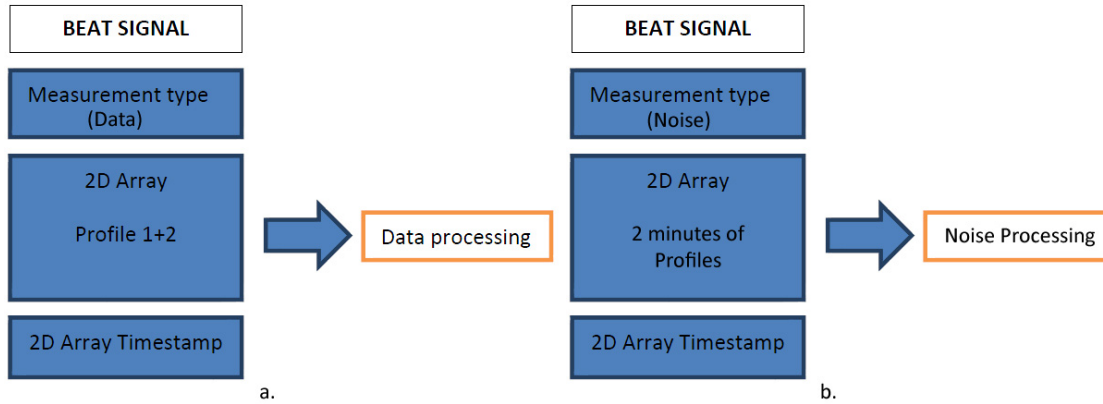 BEAT SIGNAL
Measurement type
(Data)
2D Array
Profile 1+2
2D Array Timestamp
Data processing
a.
BEAT SIGNAL
Measurement type
(Noise)
2D Array
2 minutes of
Profiles
2D Array Timestamp
Noise Processing
b.